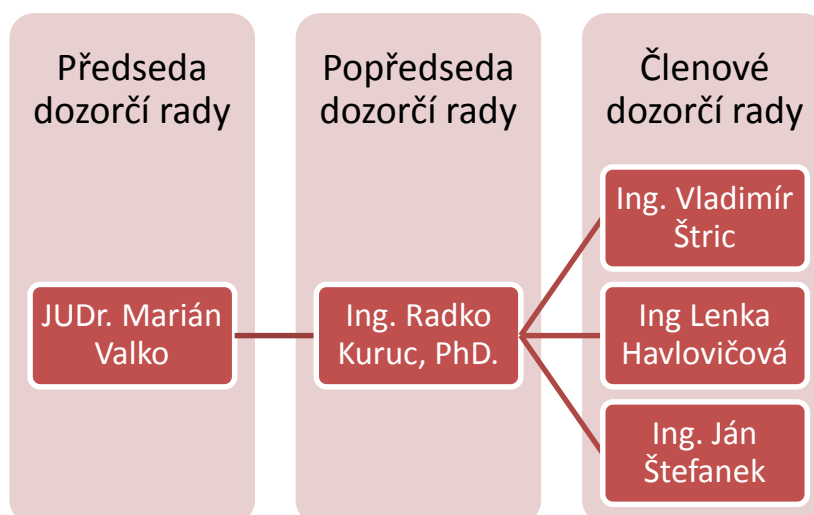 Předseda
dozorčí rady
JUDr. Marián
Valko
Popředseda
dozorčí rady
Ing. Radko
Kuruc, PhD.
Členové
dozorčí rady
Ing. Vladimír
Štric
Ing Lenka
Havlovičová
Ing. Ján
Štefanek